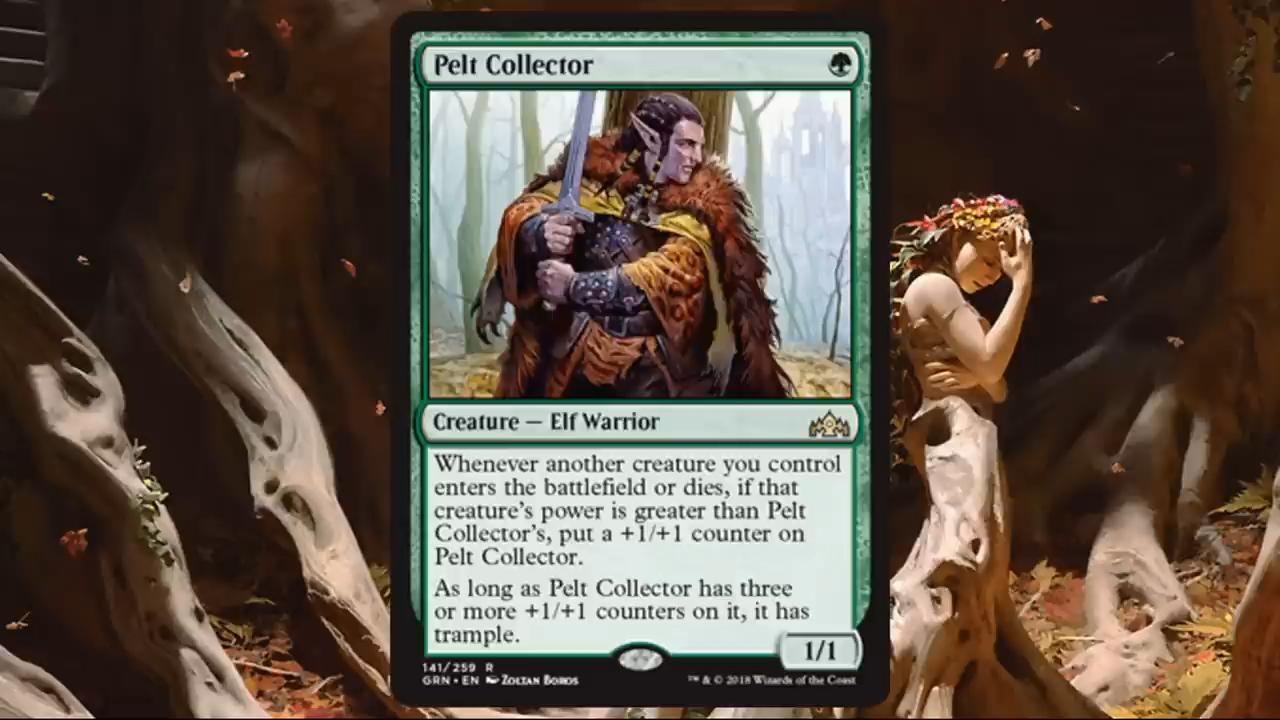 Pelt Collector
Creature — Elf Warrior
Whenever another creature you control
enters the battlefield or dies, if that
creature's power is greater than Pelt
Collector's, put a +1/+1 counter on
Pelt Collector.
As long as Pelt Collector has three
or more +1/+1 counters on it, it has
trample.
1/1
141/259 R
GRN • EN Zoltan Boros
™ & © 2018 Wizards of the Coast